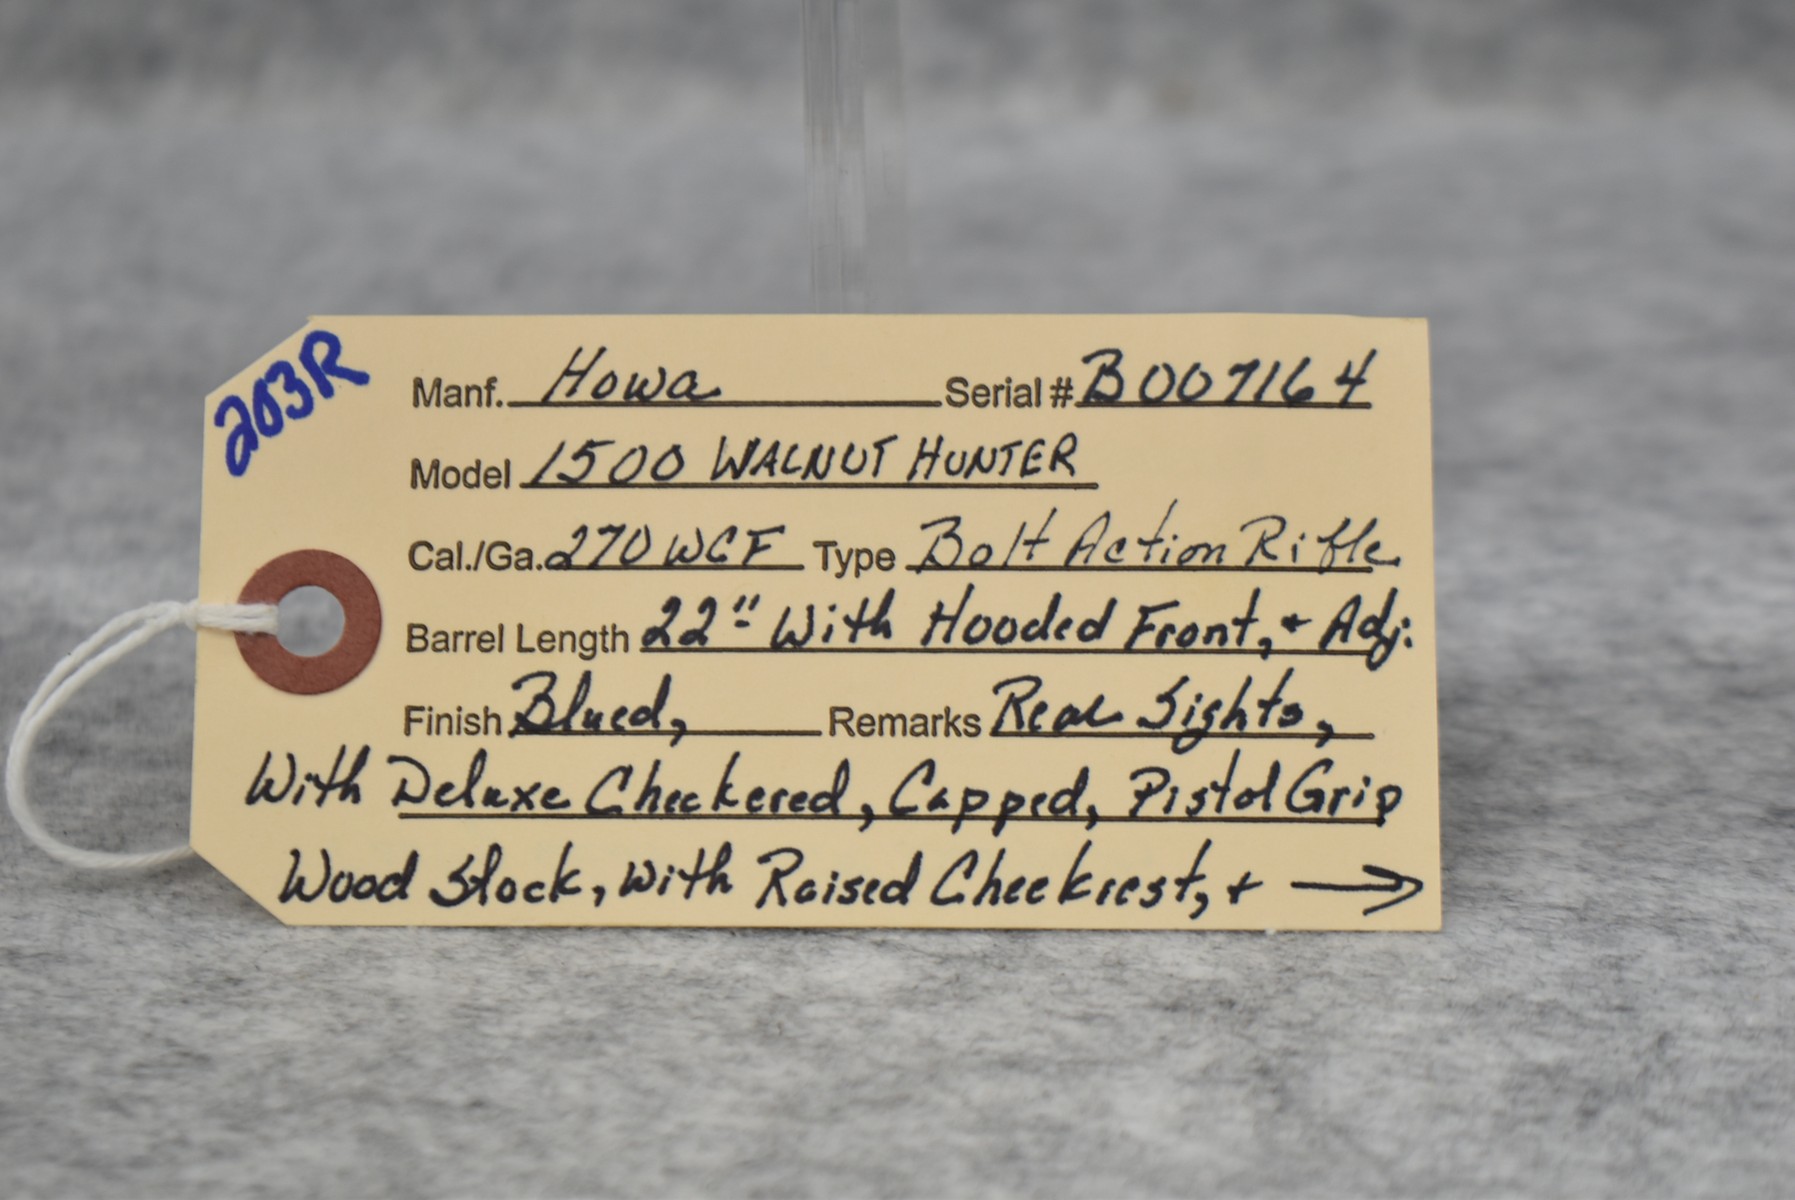 203R
Manf. Howa Serial # B007164
Model 1500 WALNUT HUNTER
Cal./Ga. 270 WCF Type Bolt Action Rifle
Barrel Length 22" With Hooded Front, + Adj.
Finish Blued, Remarks Rear Sights,
With Deluxe Checkered, Capped, Pistol Grip
Wood Stock, With Raised Cheekrest, + →